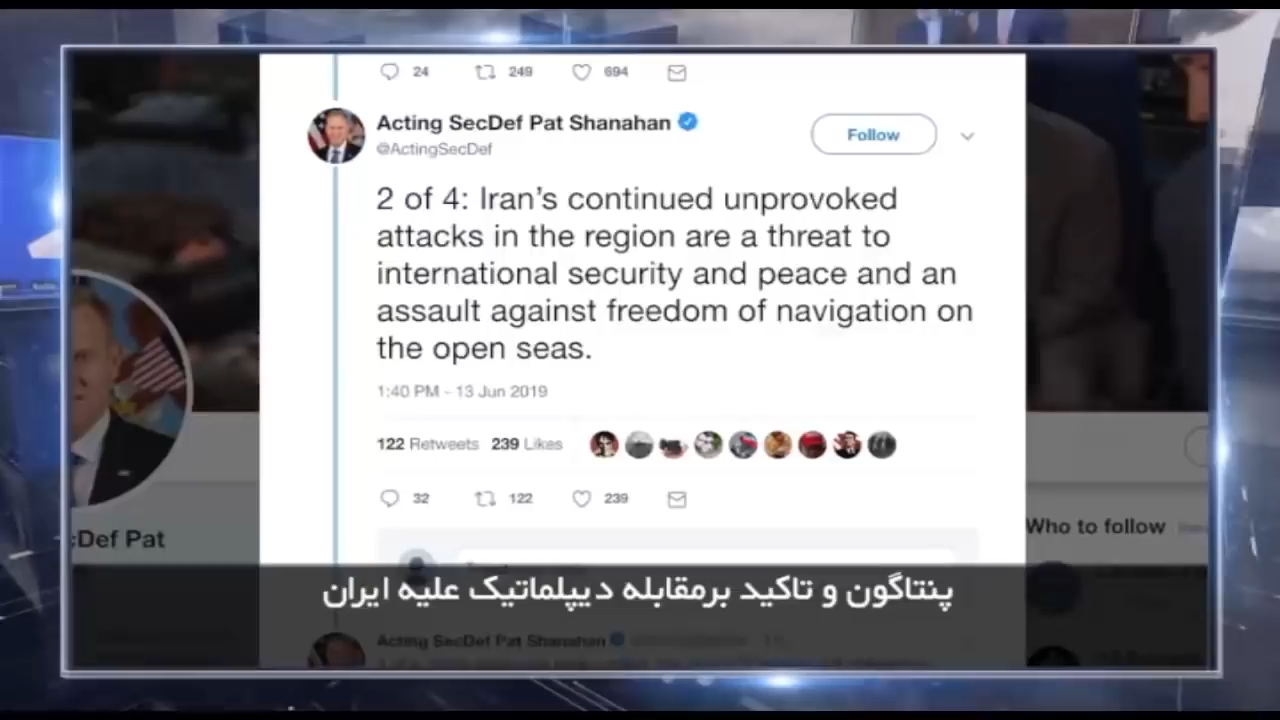 24 249 694
Acting SecDef Pat Shanahan
@ActingSecDef
Follow
2 of 4: Iran's continued unprovoked
attacks in the region are a threat to
international security and peace and an
assault against freedom of navigation on
the open seas.
1:40 PM - 13 Jun 2019
122 Retweets 239 Likes
32 122 239
cDef Pat
Who to follow
پنتاگون و تاکید برمقابله دیپلماتیک علیه ایران
Acting SecDef Pat Shanahan